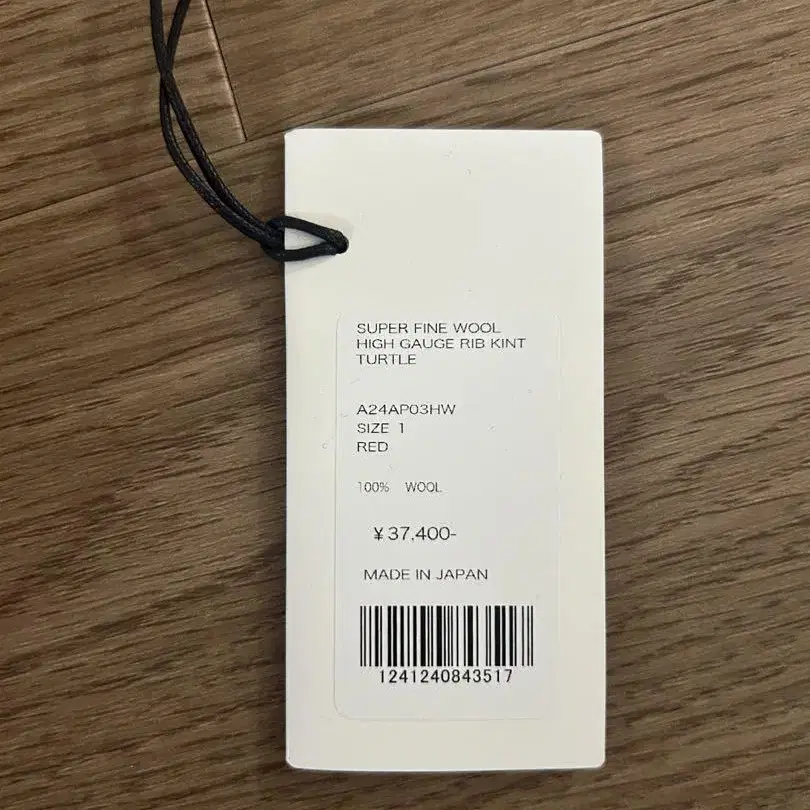 SUPER FINE WOOL
HIGH GAUGE RIB KINT
TURTLE
A24AP03HW
SIZE 1
RED
100% WOOL
¥37,400-
MADE IN JAPAN
1241240843517